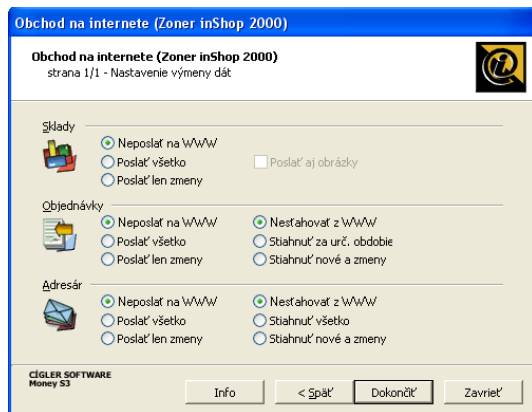 Obchod na internete (Zoner inShop 2000)
Obchod na internete (Zoner inShop 2000)
strana 1/1 - Nastavenie výmeny dát
Sklady
Neposlať na WWW
Poslať všetko
Poslať aj obrázky
Poslať len zmeny
Objednávky
Neposlať na WWW
Nesťahovať z WWW
Poslať všetko
Stiahnuť za urč. obdobie
Poslať len zmeny
Stiahnuť nové a zmeny
Adresár
Neposlať na WWW
Nesťahovať z WWW
Poslať všetko
Stiahnuť všetko
Poslať len zmeny
Stiahnuť nové a zmeny
CÍGLER SOFTWARE
Money S3
Info
< Späť
Dokončiť
Zavrieť